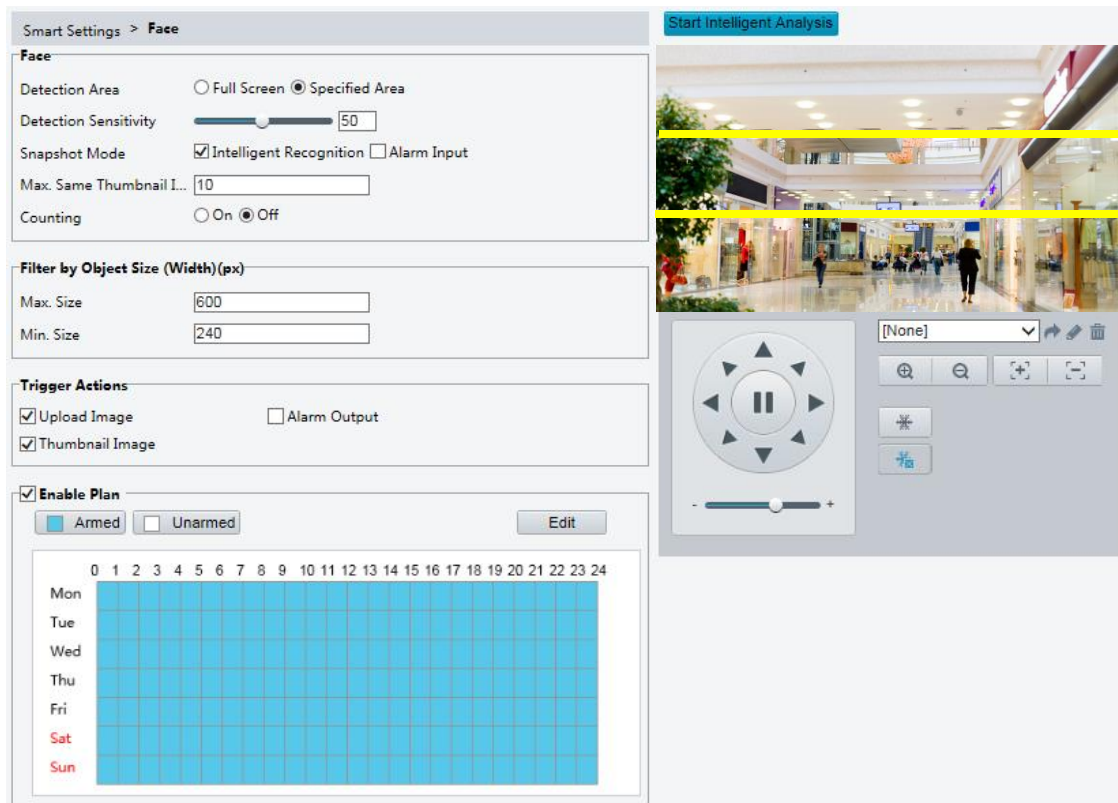 Smart Settings > Face
Start Intelligent Analysis
Face
Detection Area Full Screen Specified Area
Detection Sensitivity 50
Snapshot Mode Intelligent Recognition Alarm Input
Max. Same Thumbnail I... 10
Counting On Off
Filter by Object Size (Width)(px)
Max. Size 600
Min. Size 240
[None]
Trigger Actions
Upload Image Alarm Output
Thumbnail Image
- +
Enable Plan
Armed Unarmed Edit
0 1 2 3 4 5 6 7 8 9 10 11 12 13 14 15 16 17 18 19 20 21 22 23 24
Mon
Tue
Wed
Thu
Fri
Sat
Sun